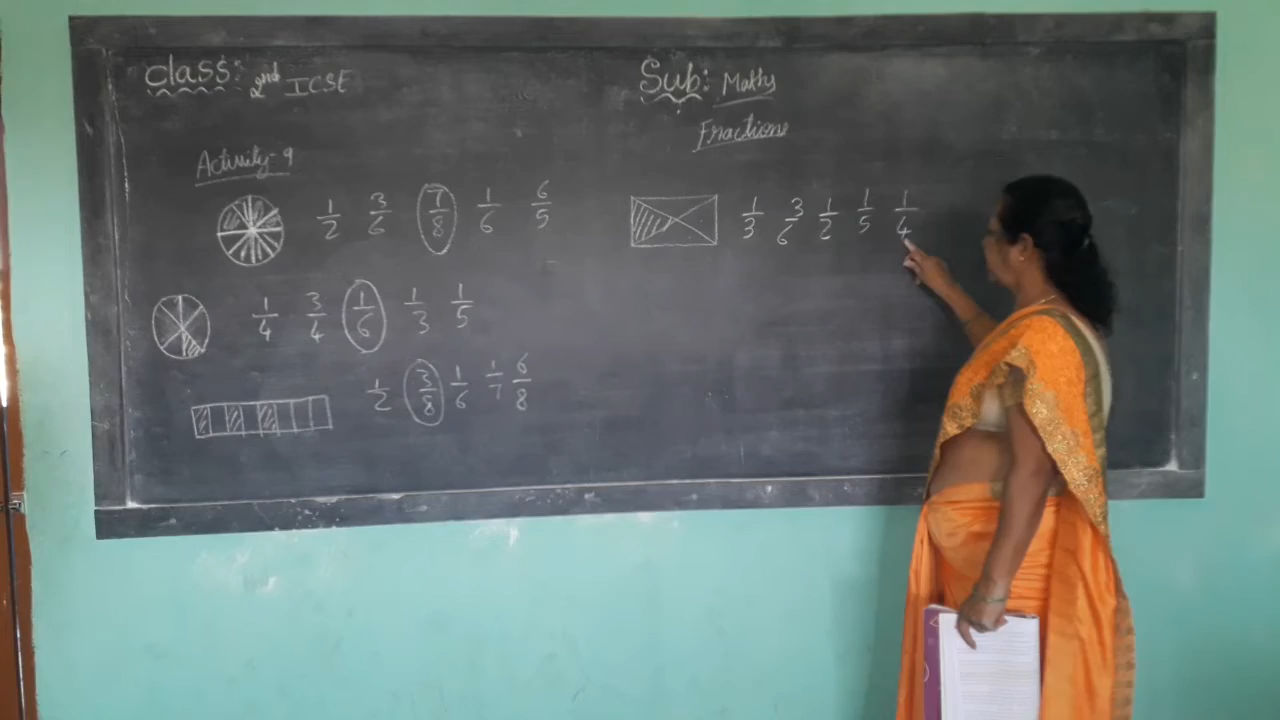 class: 2nd ICSE
Sub: Maths
Fractions
Activity-9
1/2 3/6 7/8 1/6 6/5
1/4 3/4 1/6 1/3 1/5
1/2 3/8 1/6 1/7 6/8
1/3 3/6 1/2 1/5 1/4